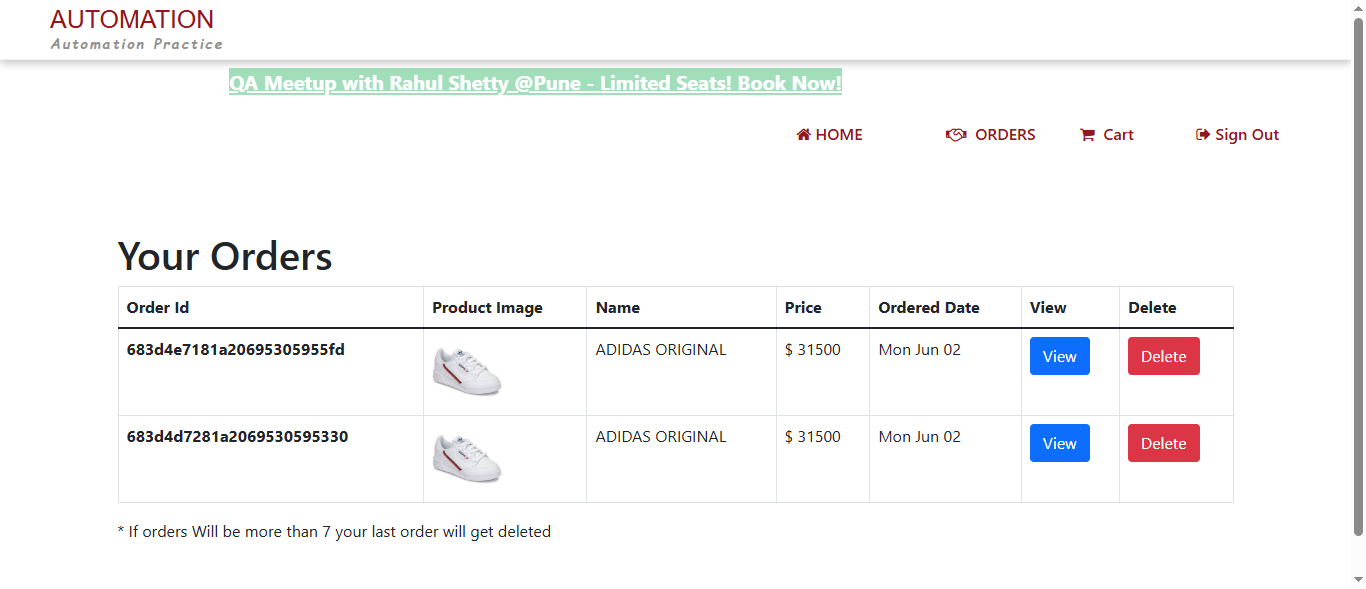 AUTOMATION
Automation Practice
QA Meetup with Rahul Shetty @Pune - Limited Seats! Book Now!
HOME ORDERS Cart Sign Out
Your Orders
Order Id Product Image Name Price Ordered Date View Delete
683d4e7181a20695305955fd ADIDAS ORIGINAL $ 31500 Mon Jun 02 View Delete
683d4d7281a2069530595330 ADIDAS ORIGINAL $ 31500 Mon Jun 02 View Delete
* If orders Will be more than 7 your last order will get deleted